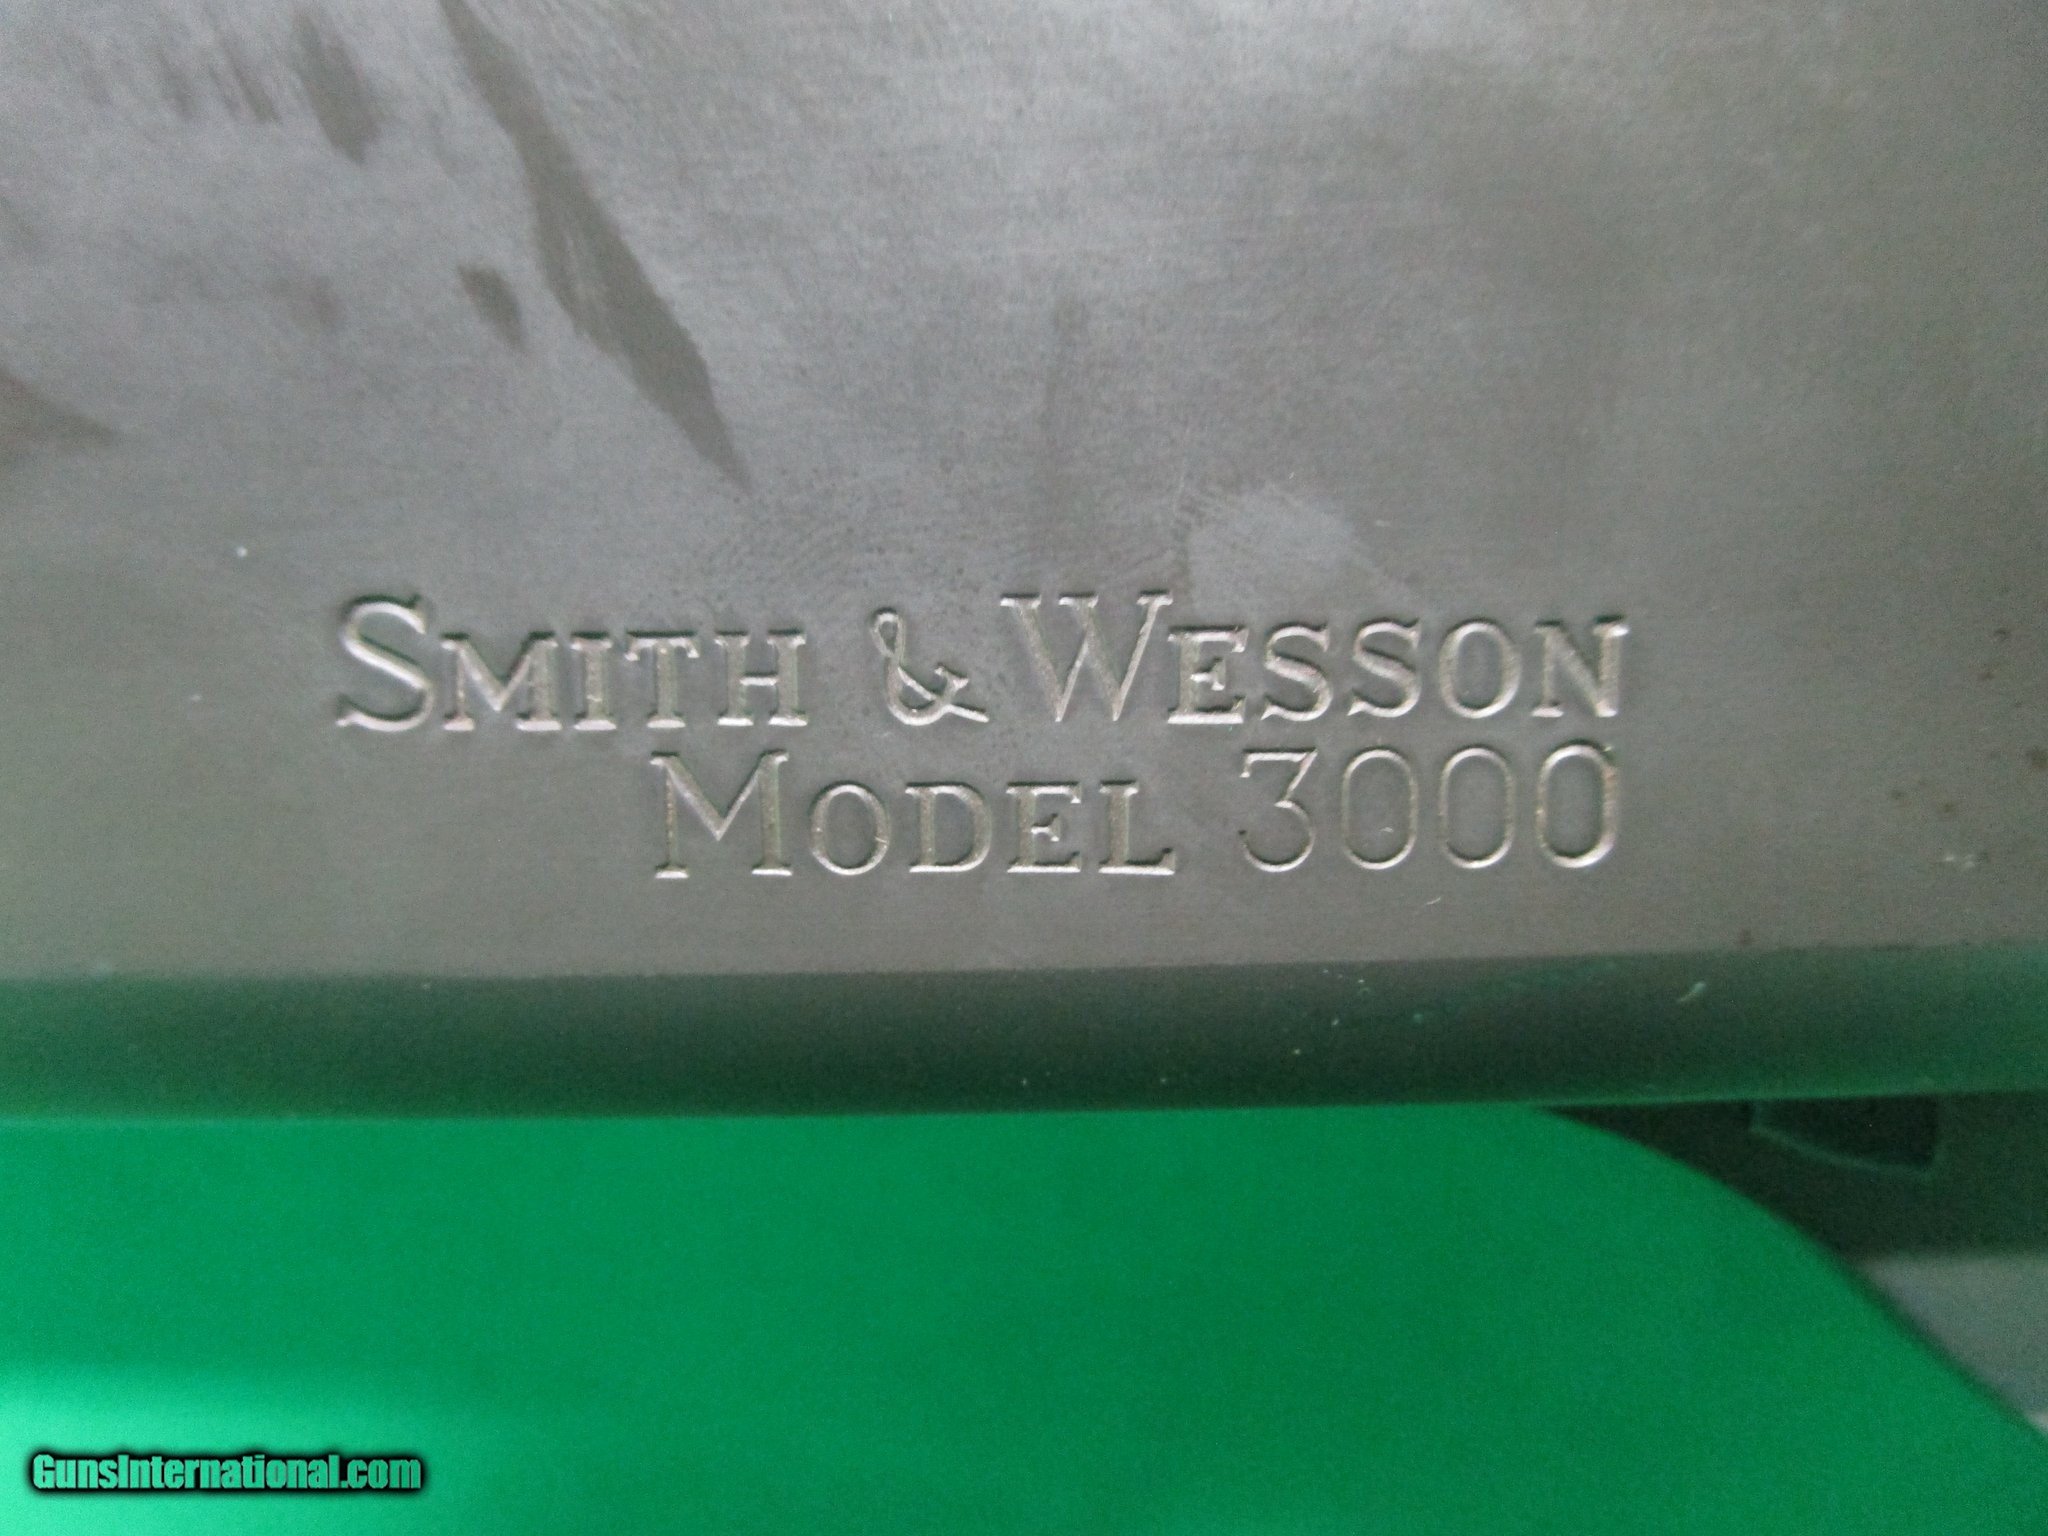 SMITH & WESSON
MODEL 3000
GunsInternational.com